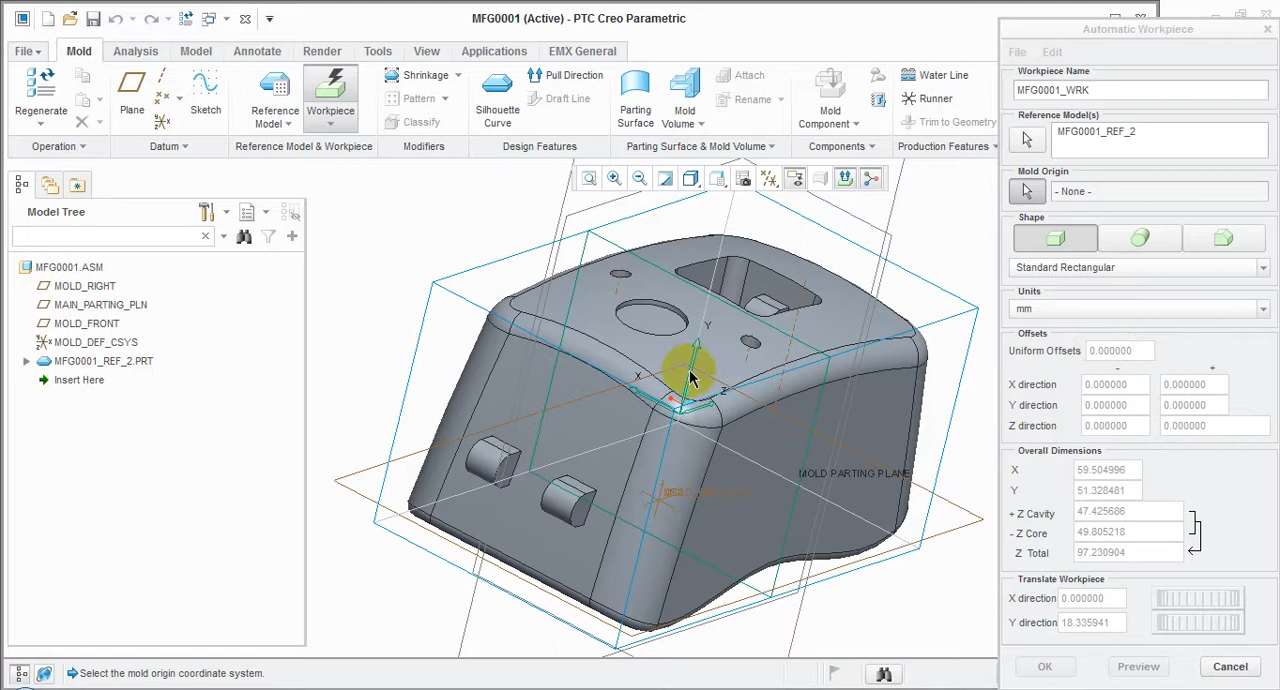 MFG0001 (Active) - PTC Creo Parametric
File Mold Analysis Model Annotate Render Tools View Applications EMX General
Regenerate
Plane
Sketch
Reference Model
Workpiece
Shrinkage
Pattern
Classify
Silhouette Curve
Pull Direction
Draft Line
Parting Surface
Mold Volume
Attach
Rename
Mold Component
Water Line
Runner
Trim to Geometry
Operation Datum Reference Model & Workpiece Modifiers Design Features Parting Surface & Mold Volume Components Production Features
Model Tree
MFG0001.ASM
MOLD_RIGHT
MAIN_PARTING_PLN
MOLD_FRONT
MOLD_DEF_CSYS
MFG0001_REF_2.PRT
Insert Here
Y
X
Z
MOLD PARTING PLANE
Select the mold origin coordinate system.
Automatic Workpiece
File Edit
Workpiece Name
MFG0001_WRK
Reference Model(s)
MFG0001_REF_2
Mold Origin
- None -
Shape
Standard Rectangular
Units
mm
Offsets
Uniform Offsets 0.000000
- +
X direction 0.000000 0.000000
Y direction 0.000000 0.000000
Z direction 0.000000 0.000000
Overall Dimensions
X 59.504996
Y 51.328481
+ Z Cavity 47.425686
- Z Core 49.805218
Z Total 97.230904
Translate Workpiece
X direction 0.000000
Y direction 18.335941
OK Preview Cancel